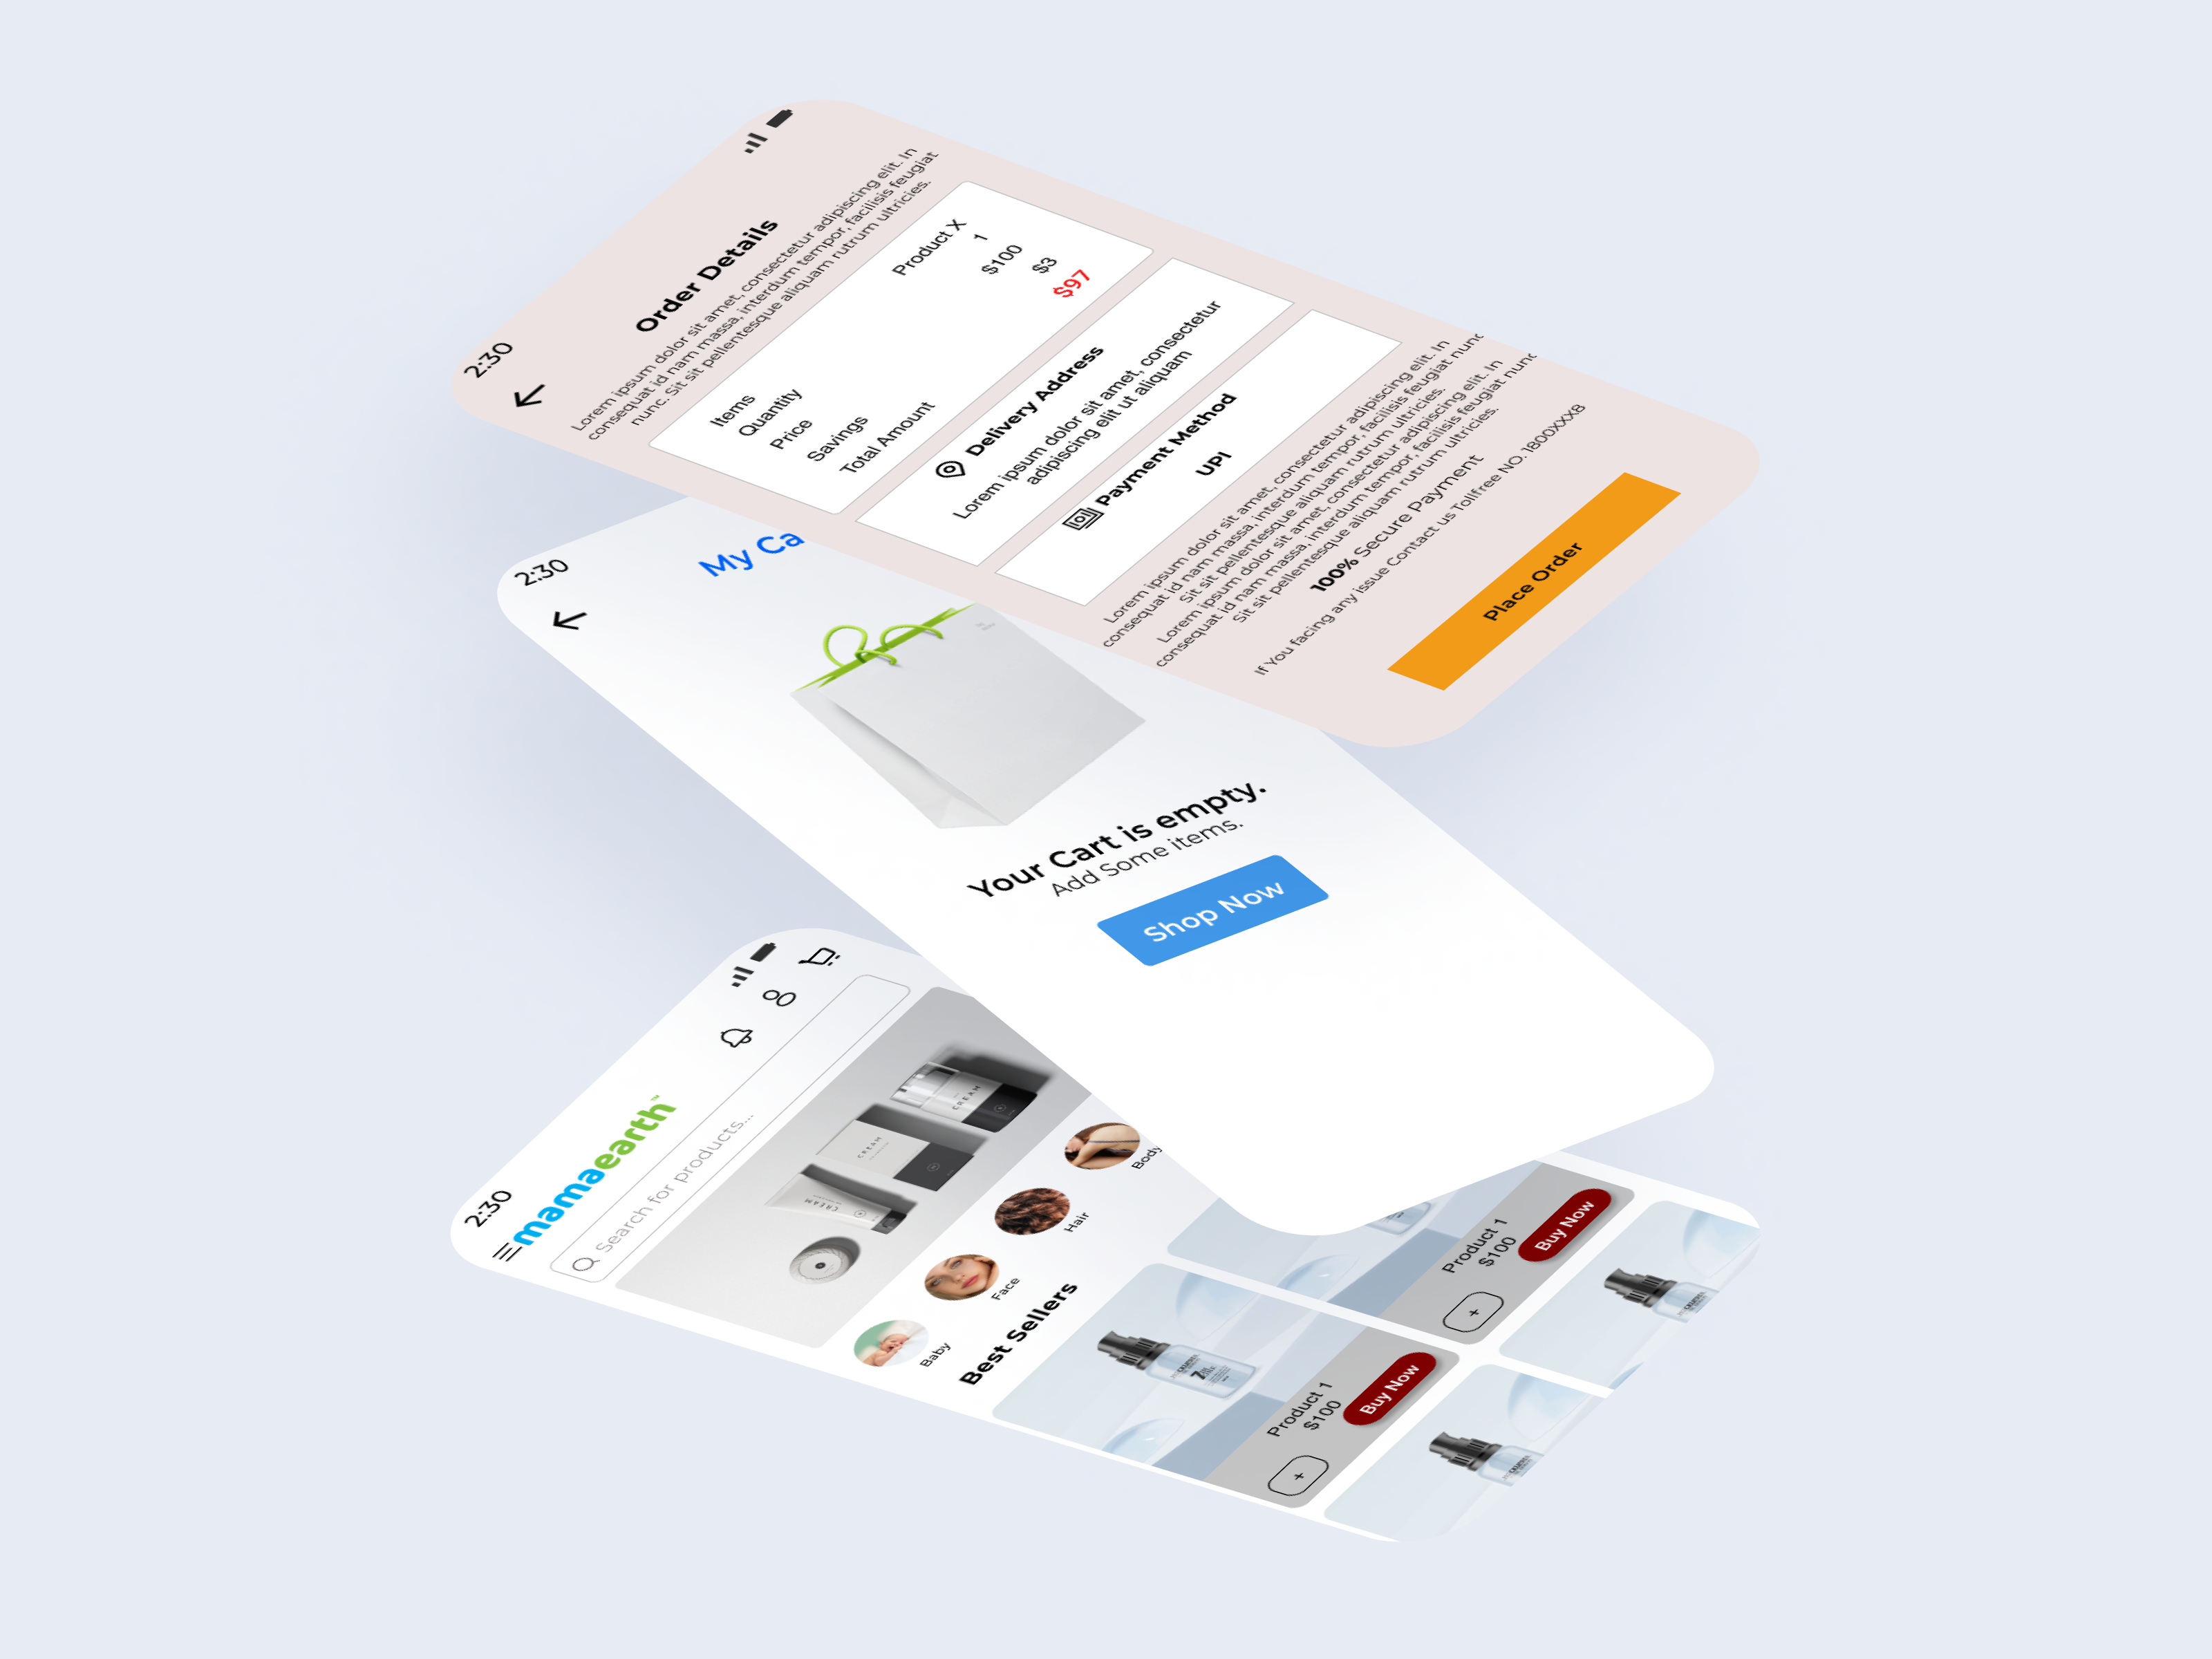 2:30
Order Details
Lorem ipsum dolor sit amet, consectetur adipiscing elit. In
consequat id nam massa, interdum tempor, facilisis feugiat
nunc. Sit sit pellentesque aliquam rutrum ultricies.
Items Product X
Quantity 1
Price $100
Savings $3
Total Amount $97
Delivery Address
Lorem ipsum dolor sit amet, consectetur
adipiscing elit ut aliquam
Payment Method
UPI
Lorem ipsum dolor sit amet, consectetur adipiscing elit. In
consequat id nam massa, interdum tempor, facilisis feugiat nunc
Sit sit pellentesque aliquam rutrum ultricies.
Lorem ipsum dolor sit amet, consectetur adipiscing elit. In
consequat id nam massa, interdum tempor, facilisis feugiat nunc
Sit sit pellentesque aliquam rutrum ultricies.
100% Secure Payment
If You facing any issue Contact us Tollfree NO. 1800XXX8
Place Order
2:30
My Ca
Your Cart is empty.
Add Some items.
Shop Now
2:30
mamaearth™
Search for products...
CREAM
CREAM
CREAM
Baby
Face
Hair
Body
Best Sellers
Product 1
$100
Buy Now
+
Product 1
$100
Buy Now
+